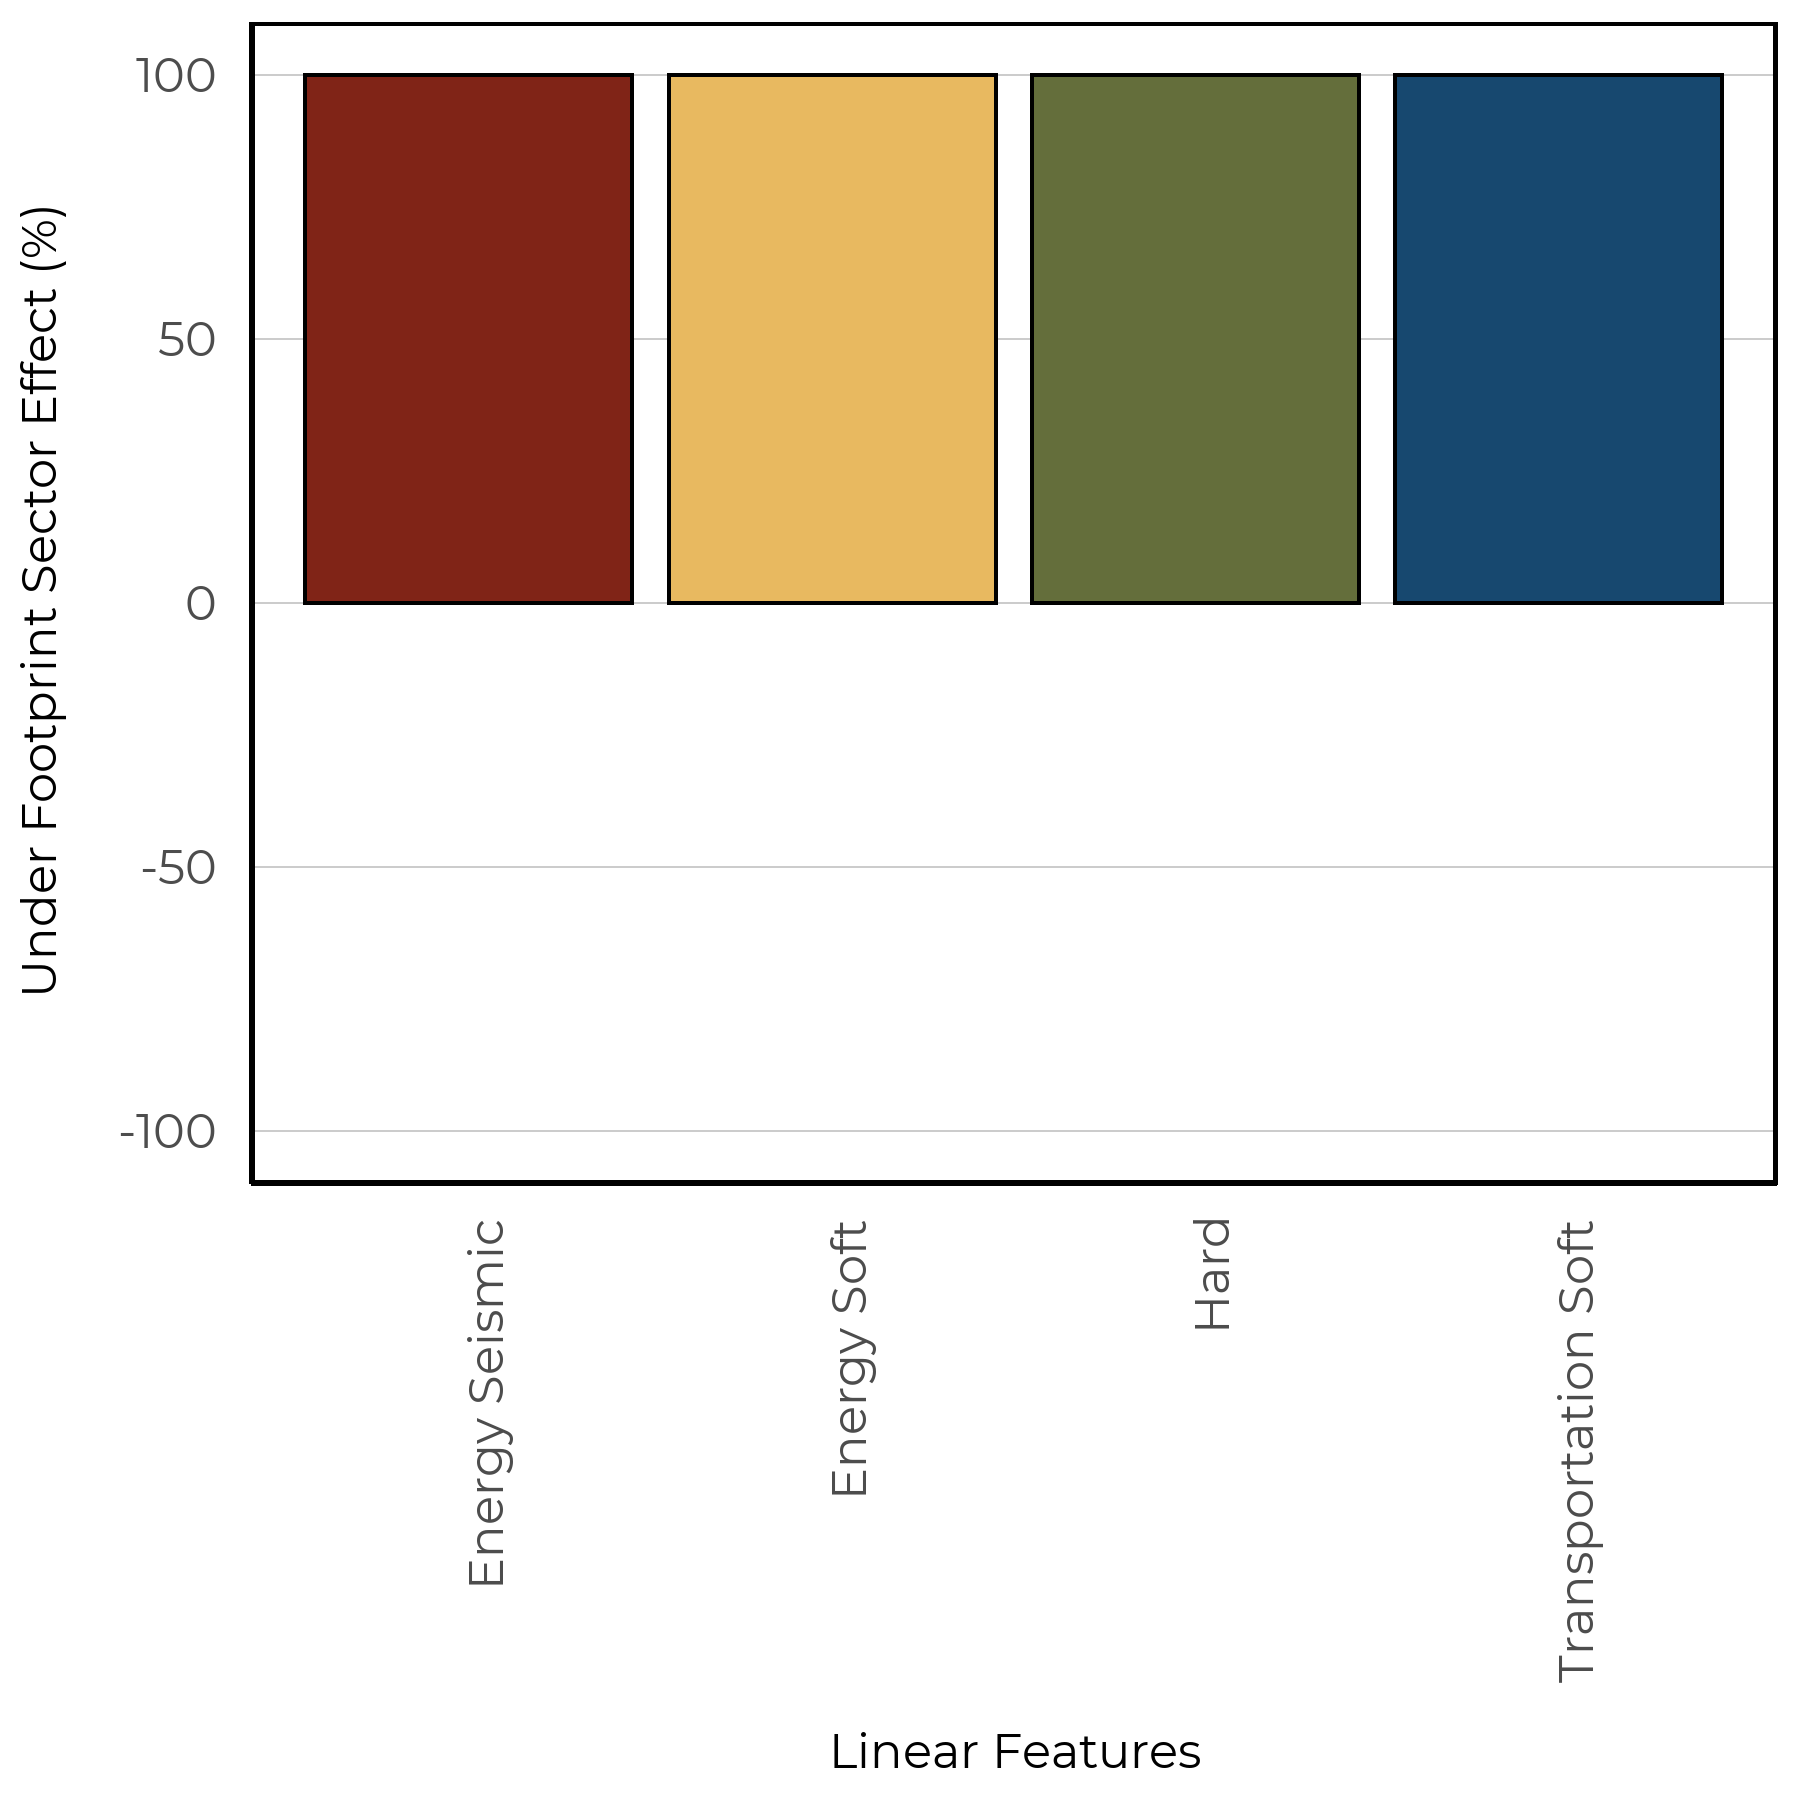 Under Footprint Sector Effect (%)
100
50
0
-50
-100
Energy Seismic
Energy Soft
Hard
Transportation Soft
Linear Features